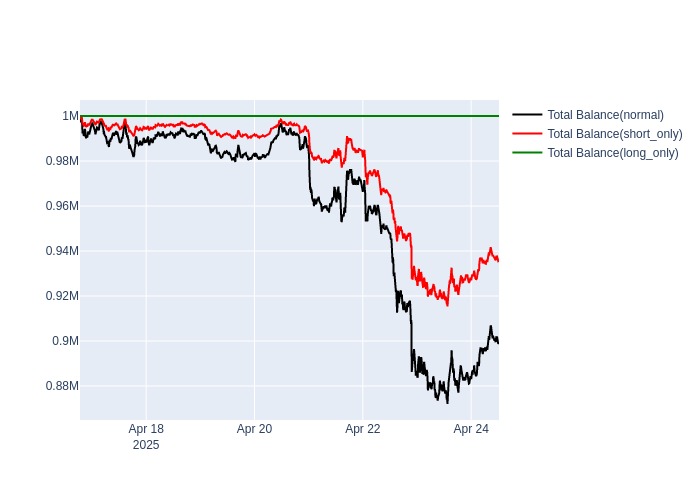 1M
0.98M
0.96M
0.94M
0.92M
0.9M
0.88M
Apr 18
2025
Apr 20
Apr 22
Apr 24
Total Balance(normal)
Total Balance(short_only)
Total Balance(long_only)